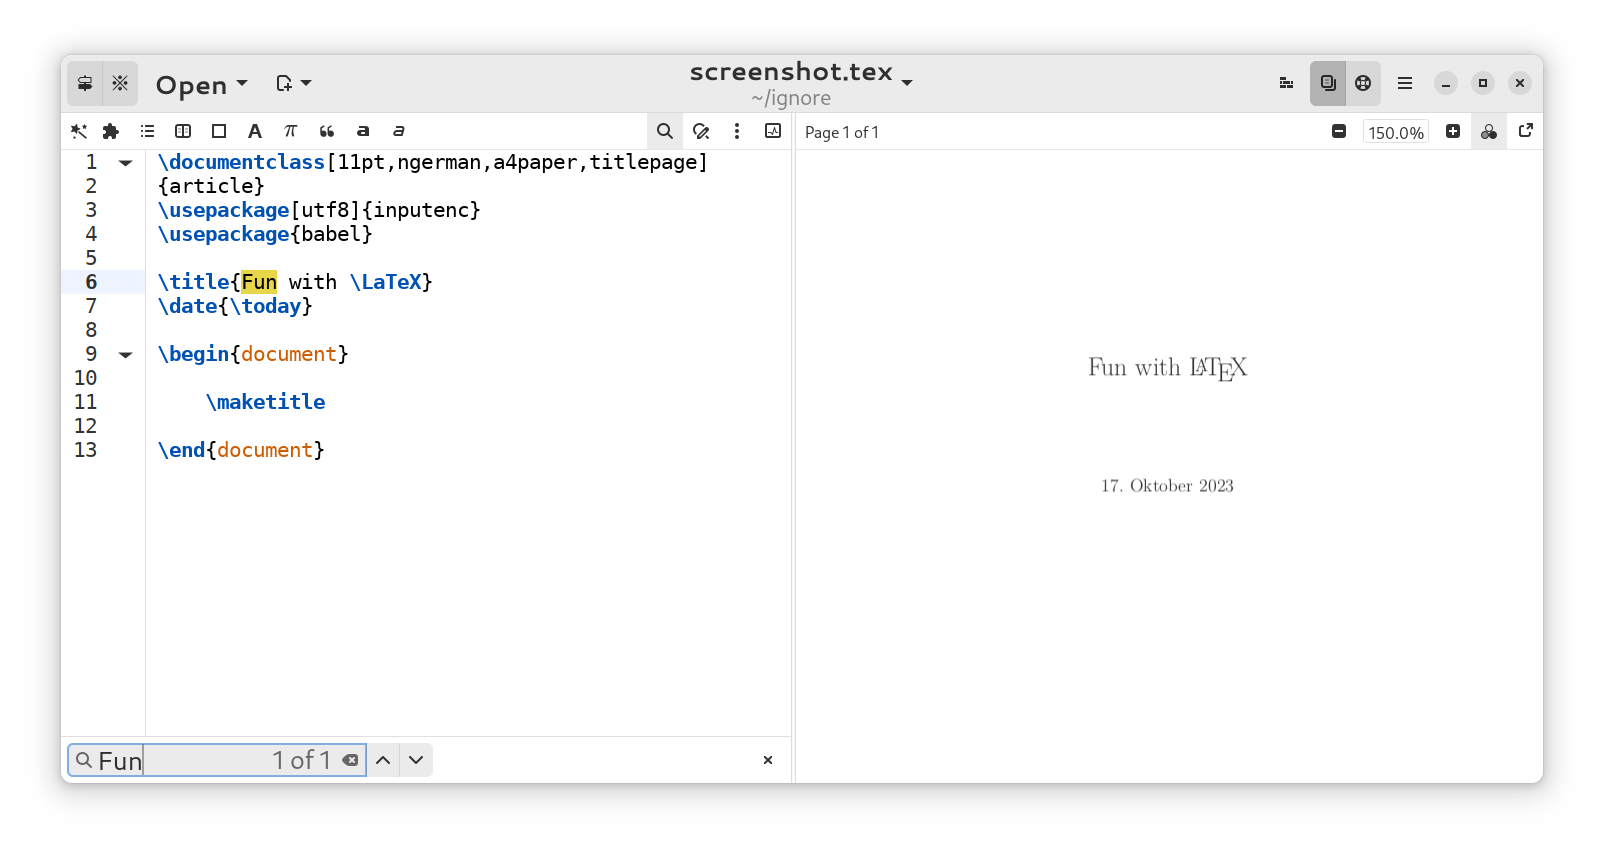 Open
screenshot.tex
~/ignore
A π “ a a
Page 1 of 1
150.0%
1 \documentclass[11pt,ngerman,a4paper,titlepage]
2 {article}
3 \usepackage[utf8]{inputenc}
4 \usepackage{babel}
5
6 \title{Fun with \LaTeX}
7 \date{\today}
8
9 \begin{document}
10
11 \maketitle
12
13 \end{document}
Fun with LATEX
17. Oktober 2023
Fun 1 of 1